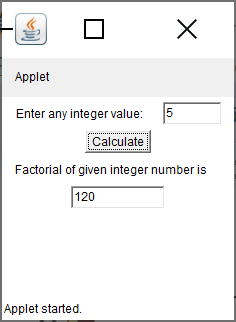 Applet
Enter any integer value: 5
Calculate
Factorial of given integer number is
120
Applet started.